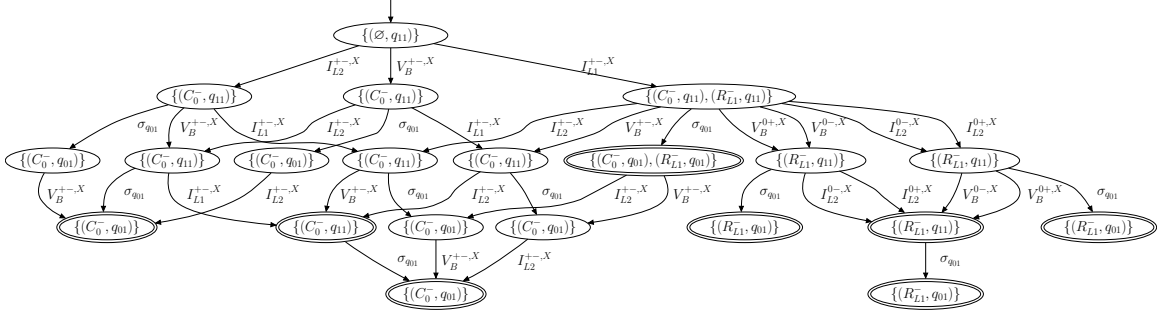 {(∅, q₁₁)}
I_{L2}^{+-,X} V_B^{+-,X} I_{L1}^{+-,X}
{(C_0^-, q₁₁)} {(C_0^-, q₁₁)} {(C_0^-, q₁₁), (R_{L1}^-, q₁₁)}
σ_{q₀₁} V_B^{+-,X} I_{L1}^{+-,X} I_{L2}^{+-,X} σ_{q₀₁} I_{L1}^{+-,X} I_{L2}^{+-,X} V_B^{+-,X} σ_{q₀₁} V_B^{0+,X} V_B^{0-,X} I_{L2}^{0-,X} I_{L2}^{0+,X}
{(C_0^-, q₀₁)} {(C_0^-, q₁₁)} {(C_0^-, q₀₁)} {(C_0^-, q₁₁)} {(C_0^-, q₁₁)} {(C_0^-, q₀₁), (R_{L1}^-, q₀₁)} {(R_{L1}^-, q₁₁)} {(R_{L1}^-, q₁₁)}
V_B^{+-,X} σ_{q₀₁} I_{L1}^{+-,X} I_{L2}^{+-,X} V_B^{+-,X} σ_{q₀₁} I_{L2}^{+-,X} σ_{q₀₁} I_{L2}^{+-,X} V_B^{+-,X} σ_{q₀₁} I_{L2}^{0-,X} I_{L2}^{0+,X} V_B^{0-,X} V_B^{0+,X} σ_{q₀₁}
{(C_0^-, q₀₁)} {(C_0^-, q₁₁)} {(C_0^-, q₀₁)} {(C_0^-, q₀₁)} {(R_{L1}^-, q₀₁)} {(R_{L1}^-, q₁₁)} {(R_{L1}^-, q₀₁)}
σ_{q₀₁} V_B^{+-,X} I_{L2}^{+-,X} σ_{q₀₁}
{(C_0^-, q₀₁)} {(R_{L1}^-, q₀₁)}